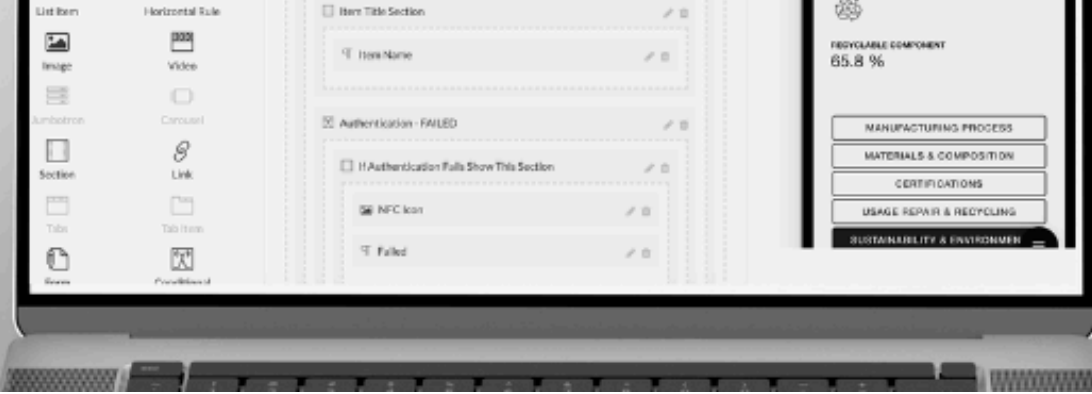 List Item
Horizontal Rule
Image
Video
Jumbotron
Carousel
Section
Link
Tabs
Tab Item
Form
Conditional
Item Title Section
Item Name
Authentication - FAILED
If Authentication Fails Show This Section
NFC Icon
Failed
RECYCLABLE COMPONENT
65.8 %
MANUFACTURING PROCESS
MATERIALS & COMPOSITION
CERTIFICATIONS
USAGE REPAIR & RECYCLING
SUSTAINABILITY & ENVIRONMEN